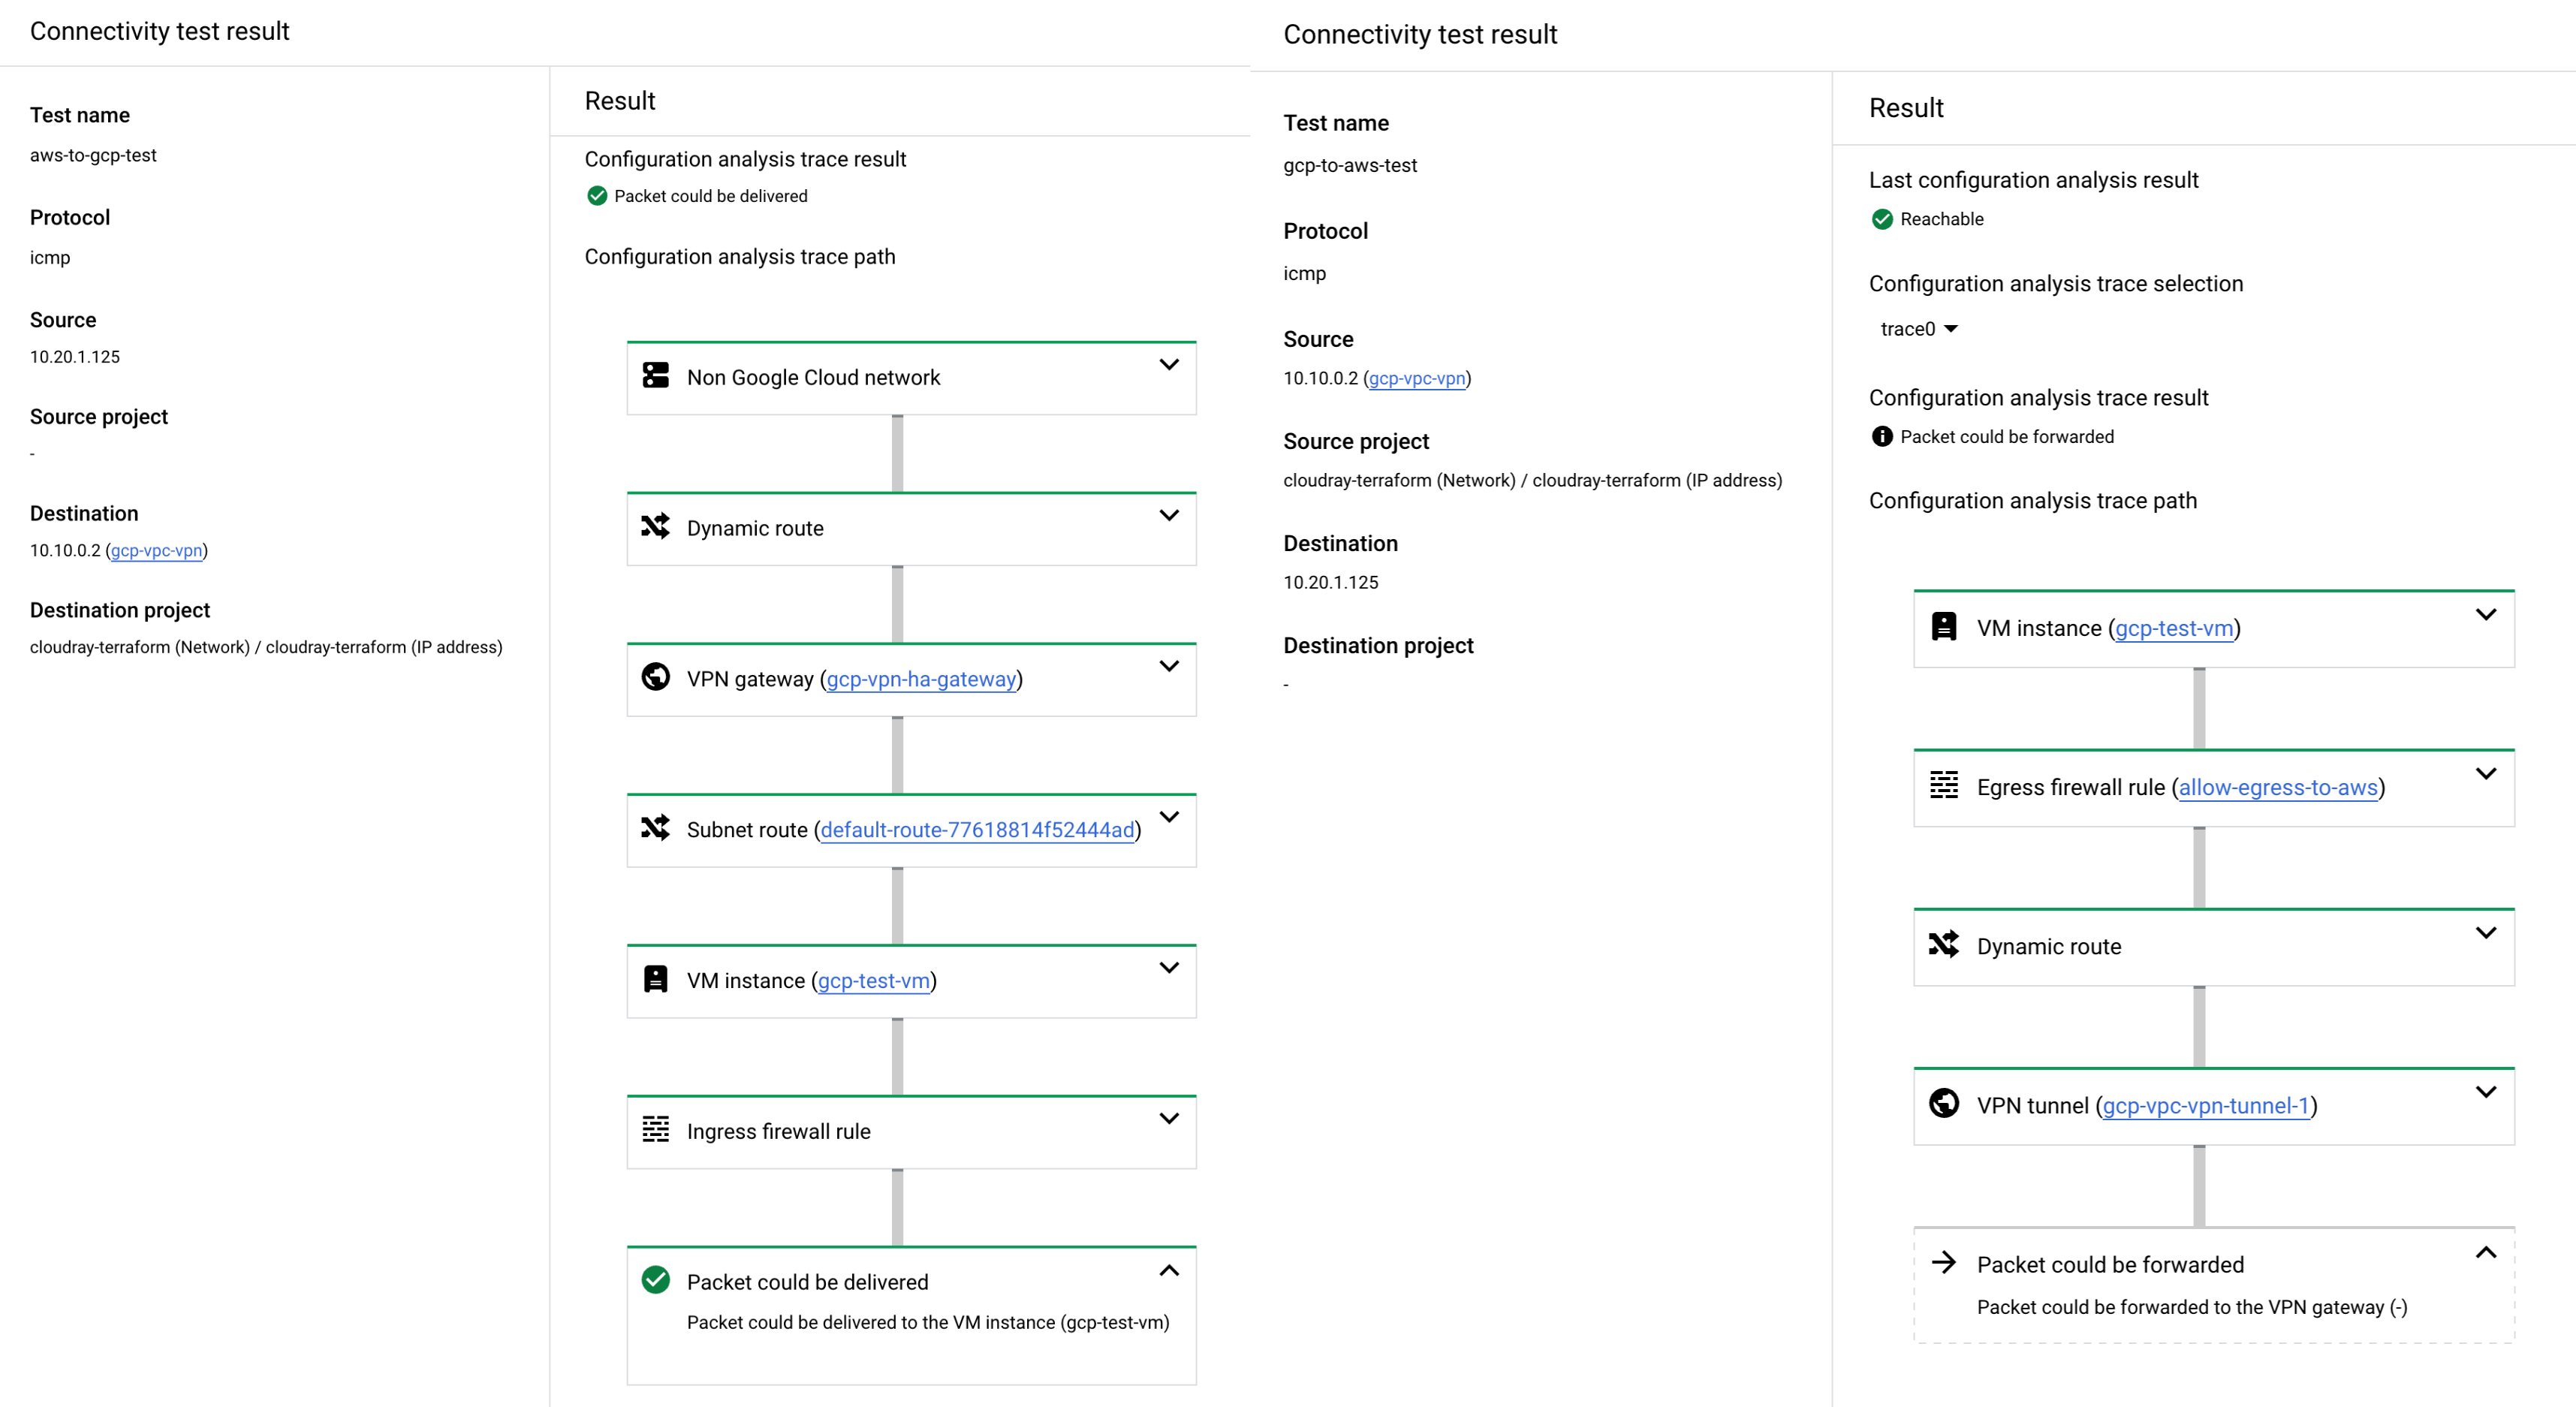 Connectivity test result
Test name
aws-to-gcp-test
Protocol
icmp
Source
10.20.1.125
Source project
-
Destination
10.10.0.2 (gcp-vpc-vpn)
Destination project
cloudray-terraform (Network) / cloudray-terraform (IP address)
Result
Configuration analysis trace result
Packet could be delivered
Configuration analysis trace path
Non Google Cloud network
Dynamic route
VPN gateway (gcp-vpn-ha-gateway)
Subnet route (default-route-77618814f52444ad)
VM instance (gcp-test-vm)
Ingress firewall rule
Packet could be delivered
Packet could be delivered to the VM instance (gcp-test-vm)
Connectivity test result
Test name
gcp-to-aws-test
Protocol
icmp
Source
10.10.0.2 (gcp-vpc-vpn)
Source project
cloudray-terraform (Network) / cloudray-terraform (IP address)
Destination
10.20.1.125
Destination project
-
Result
Last configuration analysis result
Reachable
Configuration analysis trace selection
trace0
Configuration analysis trace result
Packet could be forwarded
Configuration analysis trace path
VM instance (gcp-test-vm)
Egress firewall rule (allow-egress-to-aws)
Dynamic route
VPN tunnel (gcp-vpc-vpn-tunnel-1)
Packet could be forwarded
Packet could be forwarded to the VPN gateway (-)